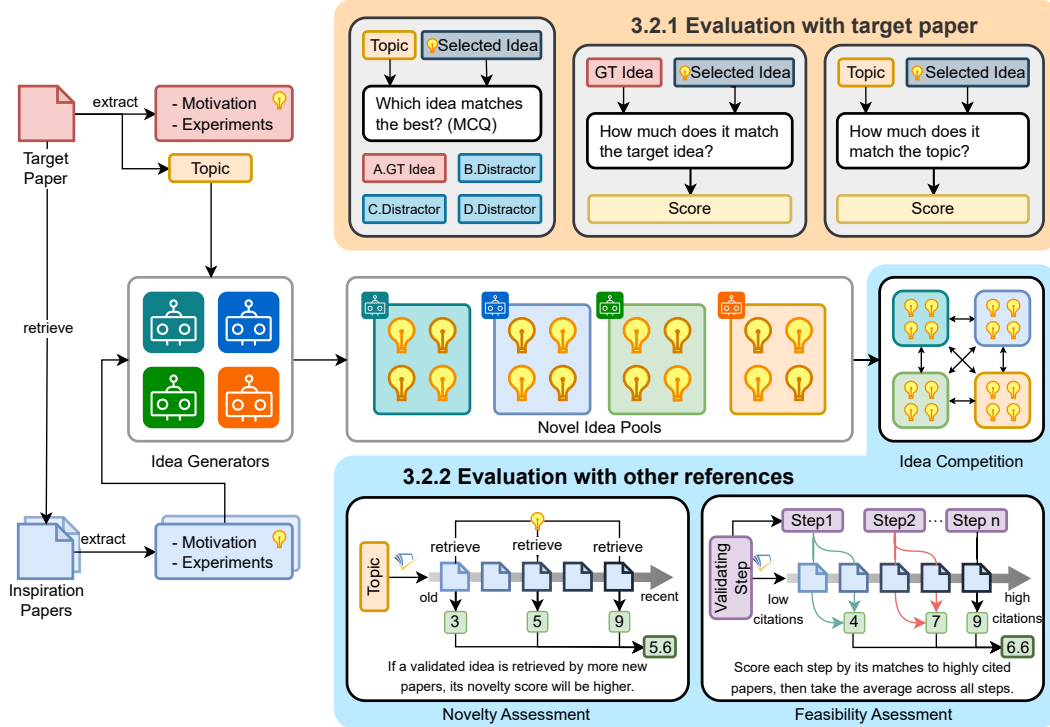 3.2.1 Evaluation with target paper
Topic
Selected Idea
Which idea matches
the best? (MCQ)
A.GT Idea
B.Distractor
C.Distractor
D.Distractor
GT Idea
Selected Idea
How much does it match
the target idea?
Score
Topic
Selected Idea
How much does it
match the topic?
Score
Target
Paper
extract
- Motivation
- Experiments
Topic
retrieve
Idea Generators
Novel Idea Pools
Idea Competition
Inspiration
Papers
extract
- Motivation
- Experiments
3.2.2 Evaluation with other references
Topic
retrieve
retrieve
retrieve
old
recent
3
5
9
5.6
If a validated idea is retrieved by more new
papers, its novelty score will be higher.
Novelty Assessment
Validating
Step
Step1
Step2
...
Step n
low
citations
high
citations
4
7
9
6.6
Score each step by its matches to highly cited
papers, then take the average across all steps.
Feasibility Assessment